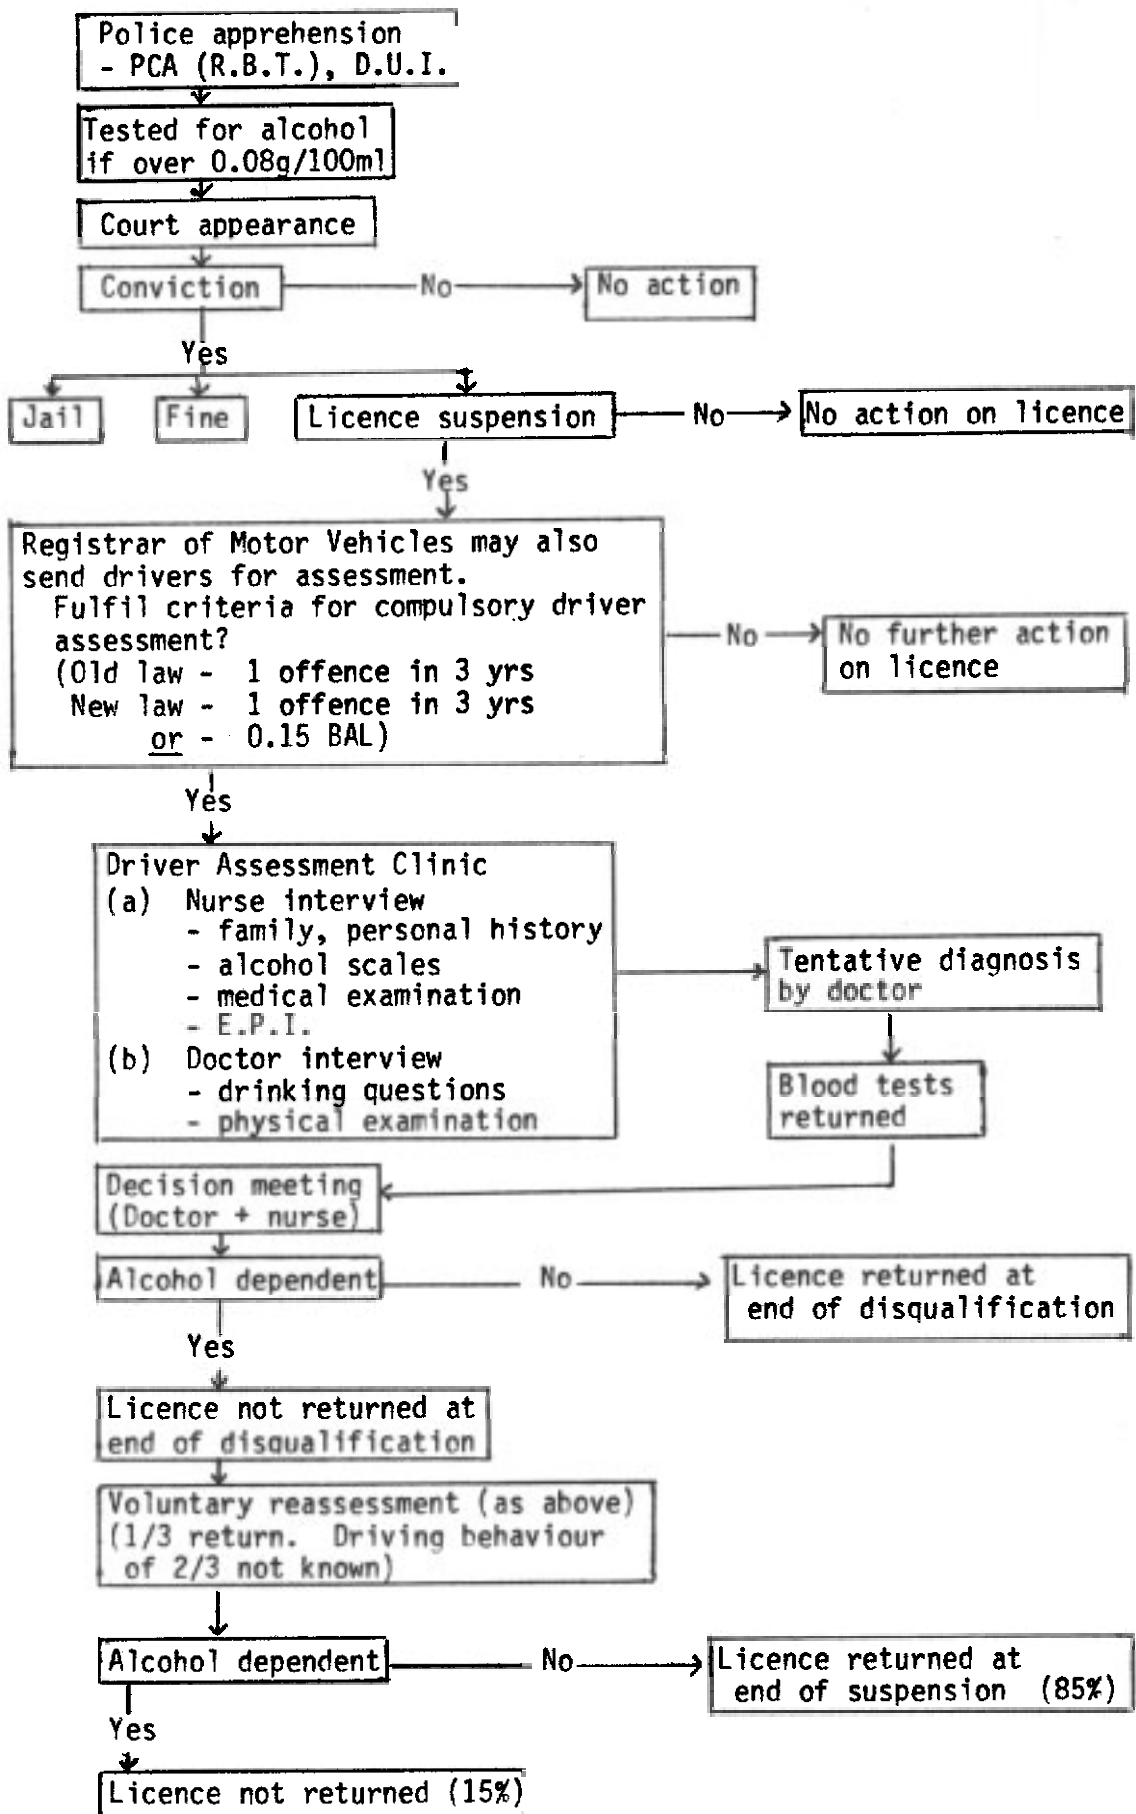 Police apprehension
- PCA (R.B.T.), D.U.I.
Tested for alcohol
if over 0.08g/100ml
Court appearance
Conviction
No
No action
Yes
Jail
Fine
Licence suspension
No
No action on licence
Yes
Registrar of Motor Vehicles may also
send drivers for assessment.
Fulfil criteria for compulsory driver
assessment?
(Old law - 1 offence in 3 yrs
New law - 1 offence in 3 yrs
or - 0.15 BAL)
No
No further action
on licence
Yes
Driver Assessment Clinic
(a) Nurse interview
- family, personal history
- alcohol scales
- medical examination
- E.P.I.
(b) Doctor interview
- drinking questions
- physical examination
Tentative diagnosis
by doctor
Blood tests
returned
Decision meeting
(Doctor + nurse)
Alcohol dependent
No
Licence returned at
end of disqualification
Yes
Licence not returned at
end of disqualification
Voluntary reassessment (as above)
(1/3 return. Driving behaviour
of 2/3 not known)
Alcohol dependent
No
Licence returned at
end of suspension (85%)
Yes
Licence not returned (15%)